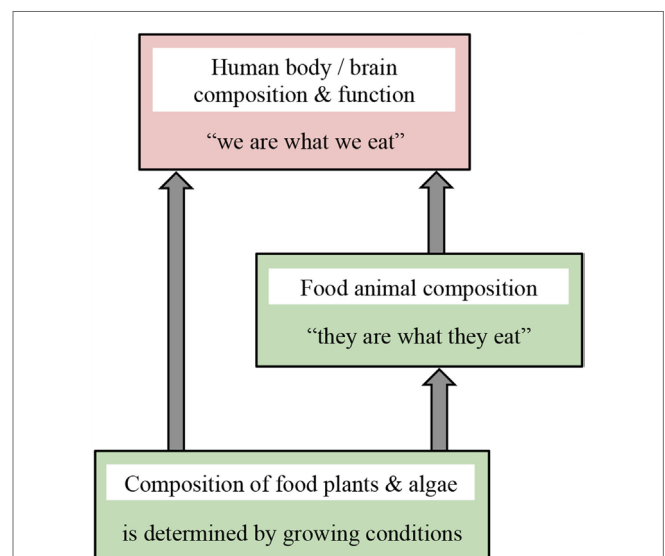 Human body / brain
composition & function
“we are what we eat”
Food animal composition
“they are what they eat”
Composition of food plants & algae
is determined by growing conditions